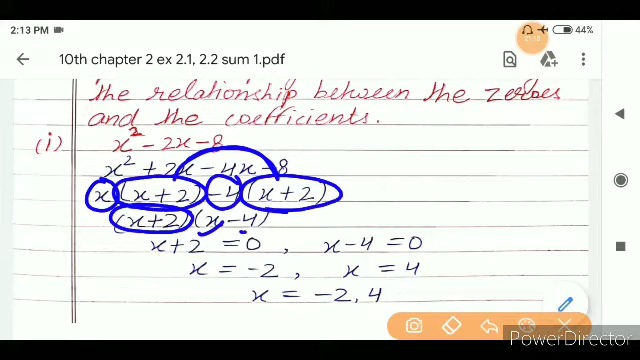 2:13 PM
44%
10th chapter 2 ex 2.1, 2.2 sum 1.pdf
the relationship between the zeroes
and the coefficients.
(i) x² - 2x - 8
x² + 2x - 4x - 8
x (x+2) -4 (x+2)
(x+2) (x-4)
x+2 = 0 , x-4 = 0
x = -2 , x = 4
x = -2, 4
PowerDirector